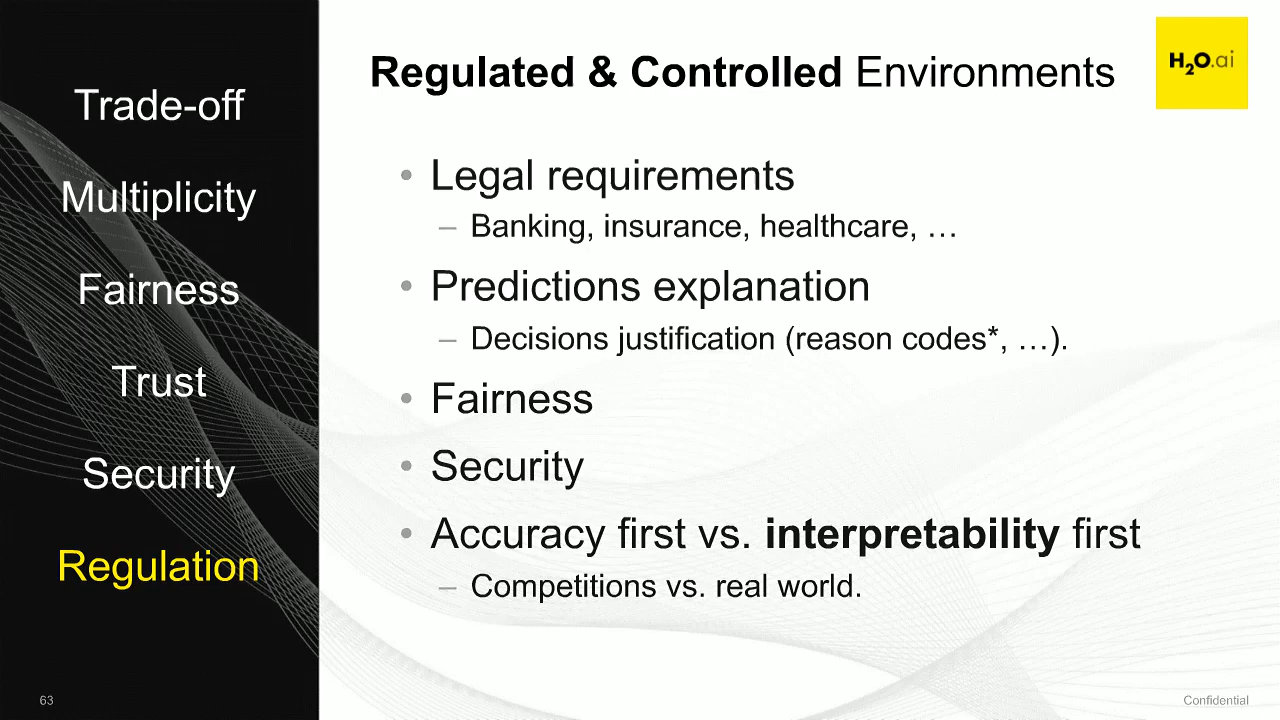 Trade-off
Multiplicity
Fairness
Trust
Security
Regulation
Regulated & Controlled Environments
H2O.ai
• Legal requirements
– Banking, insurance, healthcare, …
• Predictions explanation
– Decisions justification (reason codes*, …).
• Fairness
• Security
• Accuracy first vs. interpretability first
– Competitions vs. real world.
63
Confidential